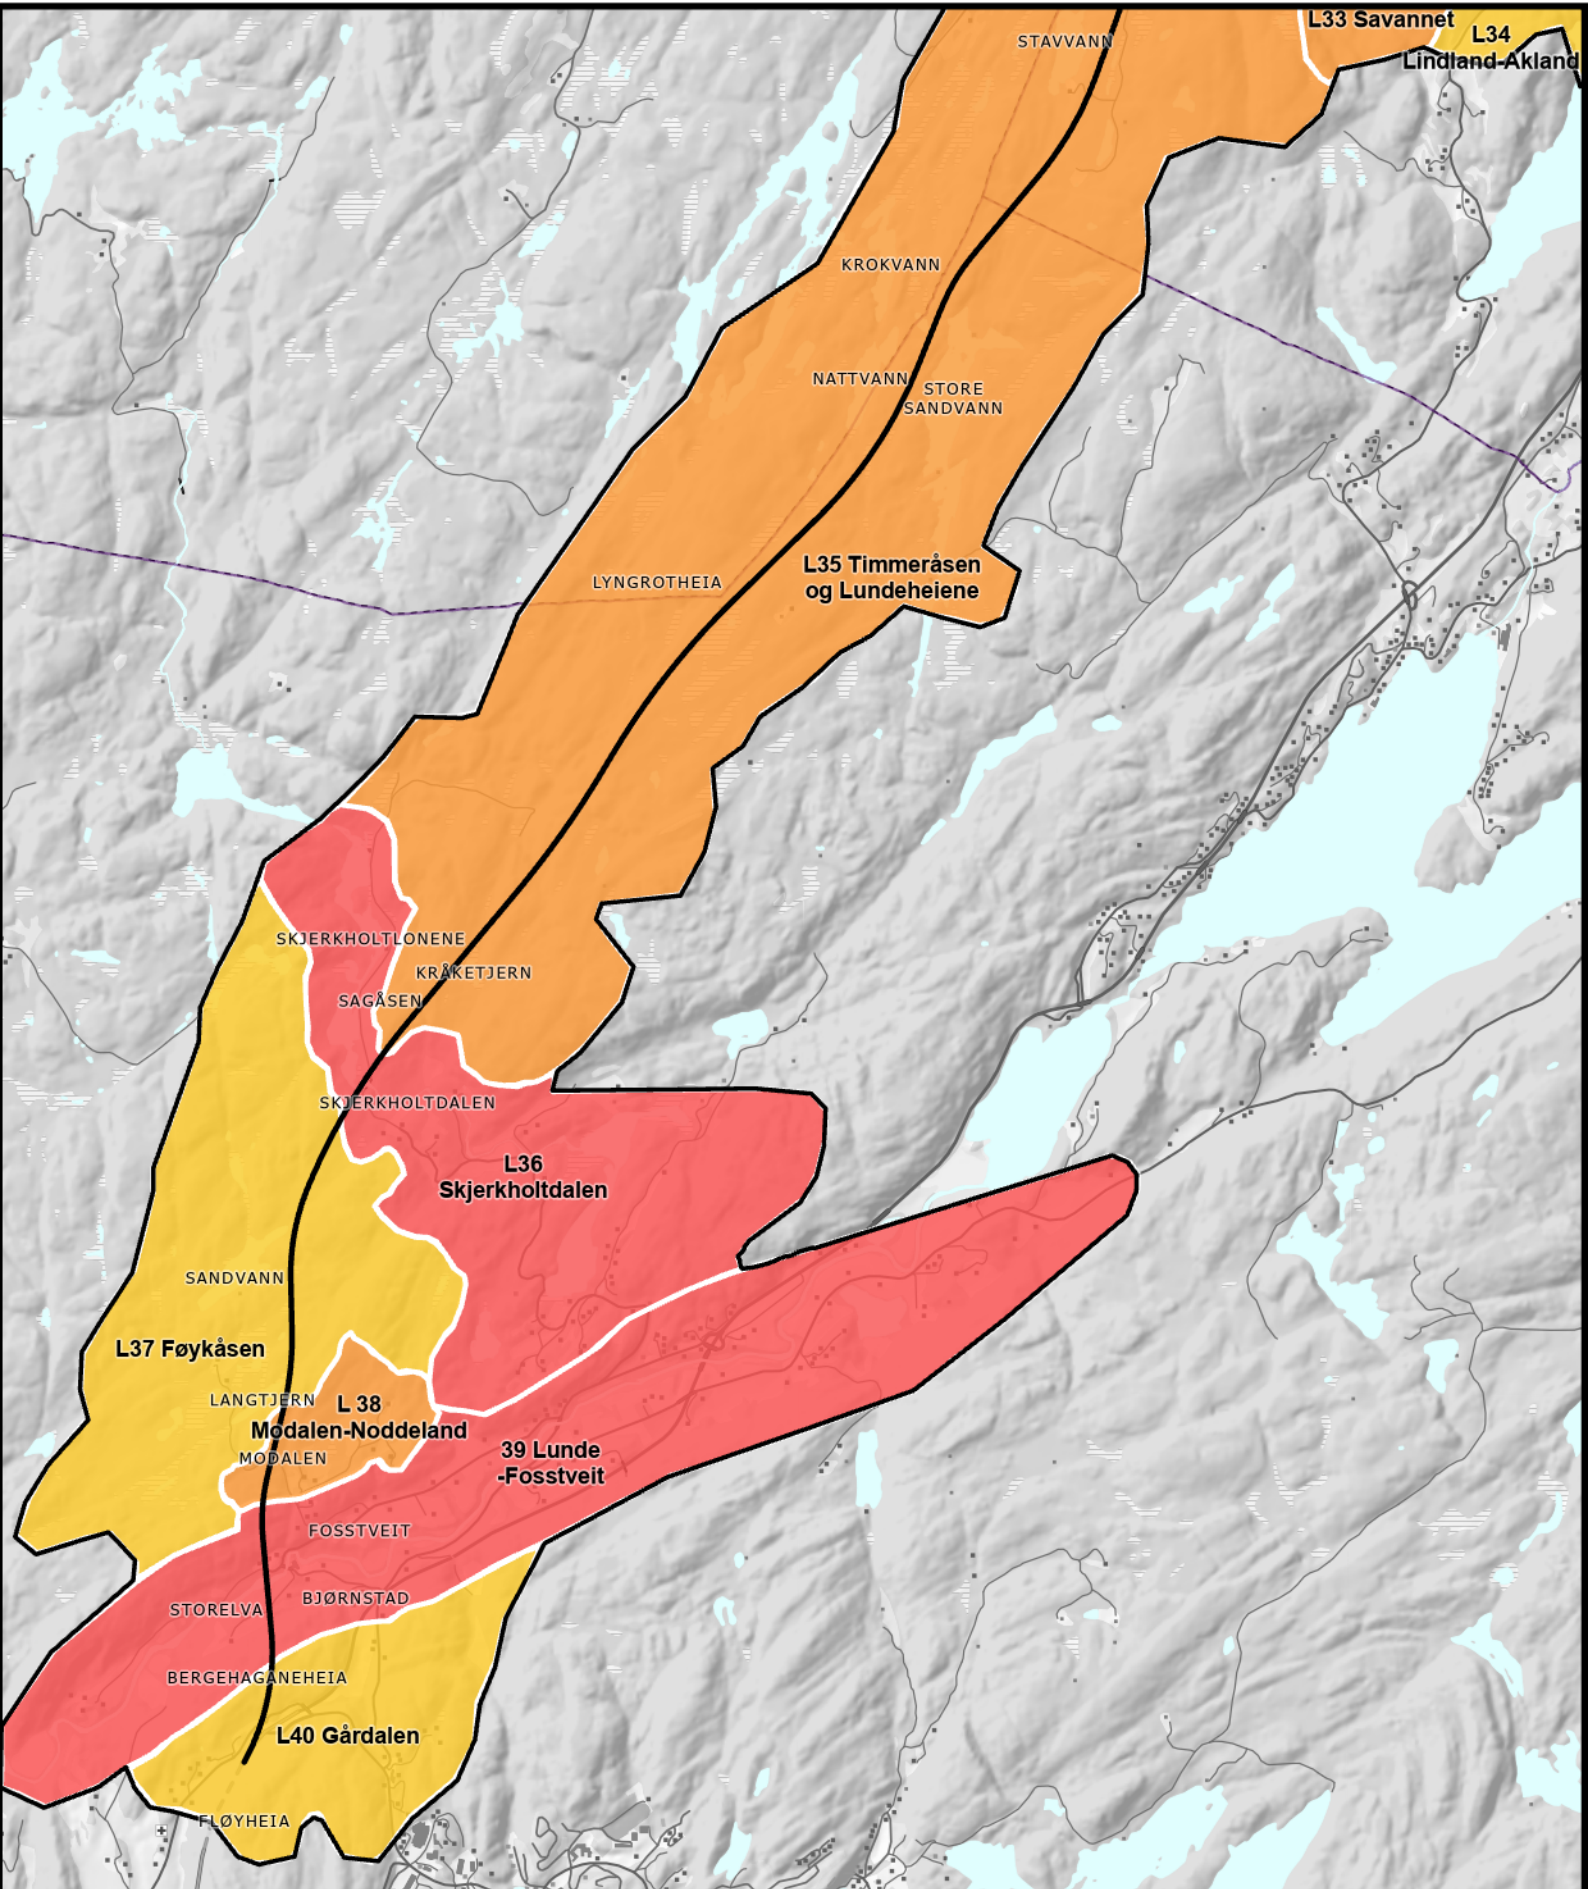 STAVVANN
L33 Savannet
L34
Lindland-Akland
KROKVANN
NATTVANN
STORE
SANDVANN
LYNGROTHEIA
L35 Timmeråsen
og Lundeheiene
SKJERKHOLTLONENE
KRÅKETJERN
SAGÅSEN
SKJERKHOLTDALEN
L36
Skjerkholtdalen
SANDVANN
L37 Føykåsen
LANGTJERN
L 38
Modalen-Noddeland
MODALEN
39 Lunde
-Fosstveit
FOSSTVEIT
BJØRNSTAD
STORELVA
BERGEHAGANEHEIA
L40 Gårdalen
FLØYHEIA